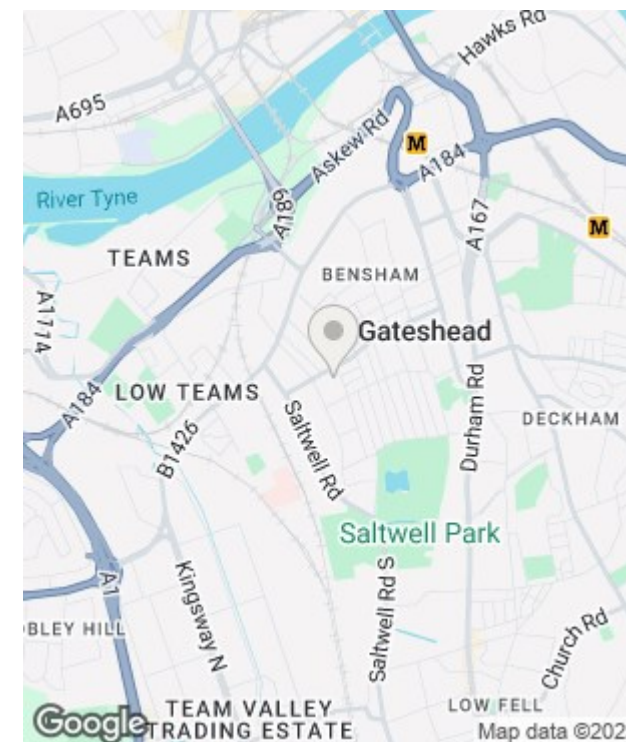 Hawks Rd
A695
Askew Rd
M
A184
River Tyne
A189
A167
M
TEAMS
BENSHAM
A1114
Gateshead
LOW TEAMS
A184
DECKHAM
B1426
Saltwell Rd
Durham Rd
Saltwell Park
A1
Kingsway N
Saltwell Rd S
OBLEY HILL
Church Rd
LOW FELL
TEAM VALLEY
TRADING ESTATE
Google
Map data ©202